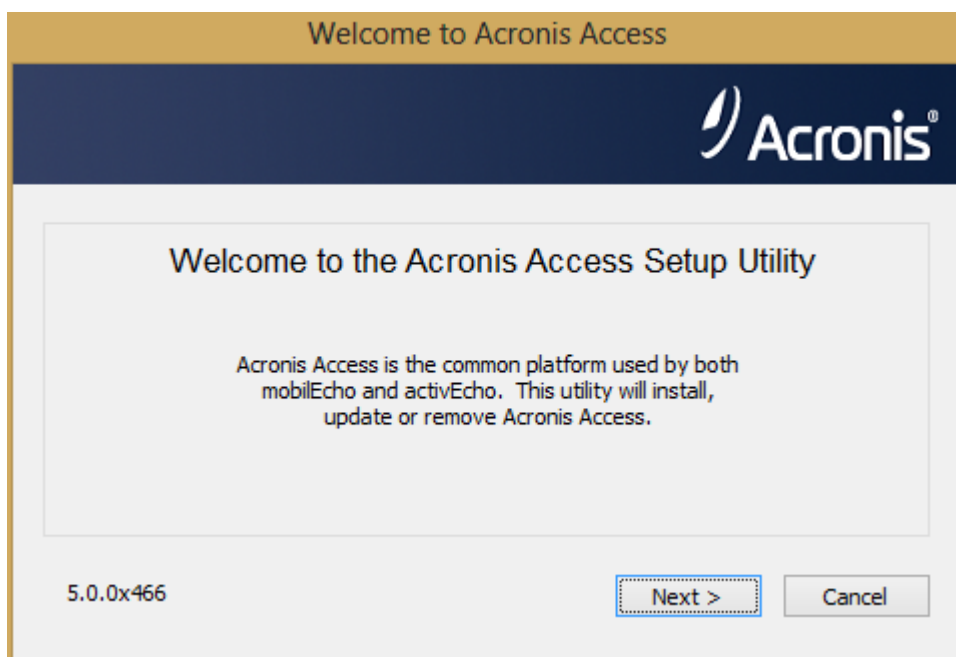 Welcome to Acronis Access
Acronis®
Welcome to the Acronis Access Setup Utility
Acronis Access is the common platform used by both
mobilEcho and activEcho.  This utility will install,
update or remove Acronis Access.
5.0.0x466
Next >
Cancel